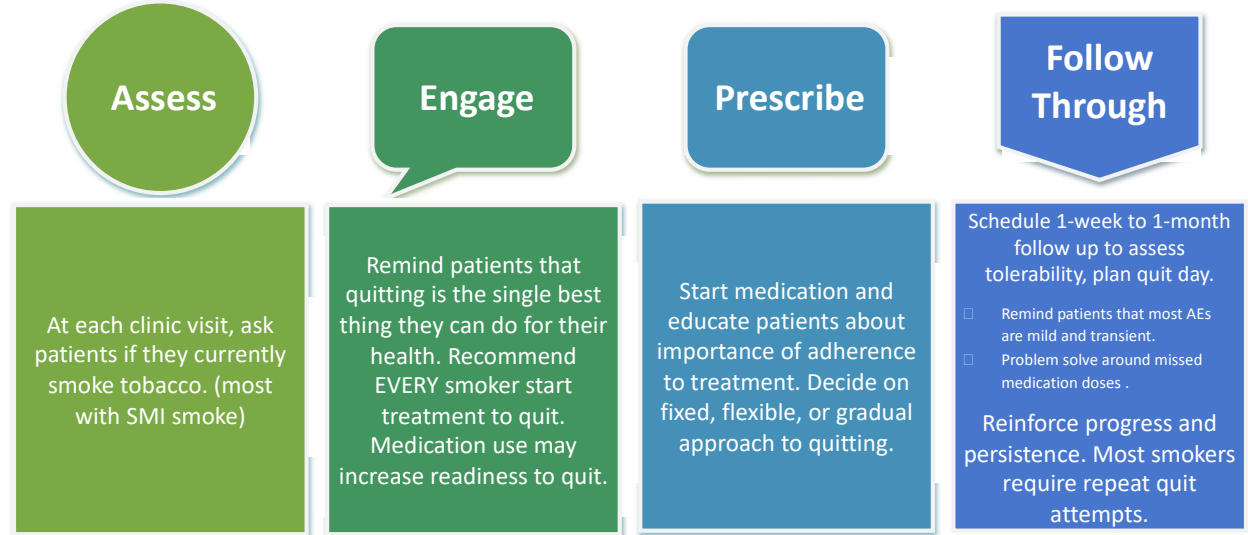 Assess
At each clinic visit, ask
patients if they currently
smoke tobacco. (most
with SMI smoke)
Engage
Remind patients that
quitting is the single best
thing they can do for their
health. Recommend
EVERY smoker start
treatment to quit.
Medication use may
increase readiness to quit.
Prescribe
Start medication and
educate patients about
importance of adherence
to treatment. Decide on
fixed, flexible, or gradual
approach to quitting.
Follow
Through
Schedule 1-week to 1-month
follow up to assess
tolerability, plan quit day.
Remind patients that most AEs
are mild and transient.
Problem solve around missed
medication doses .
Reinforce progress and
persistence. Most smokers
require repeat quit
attempts.